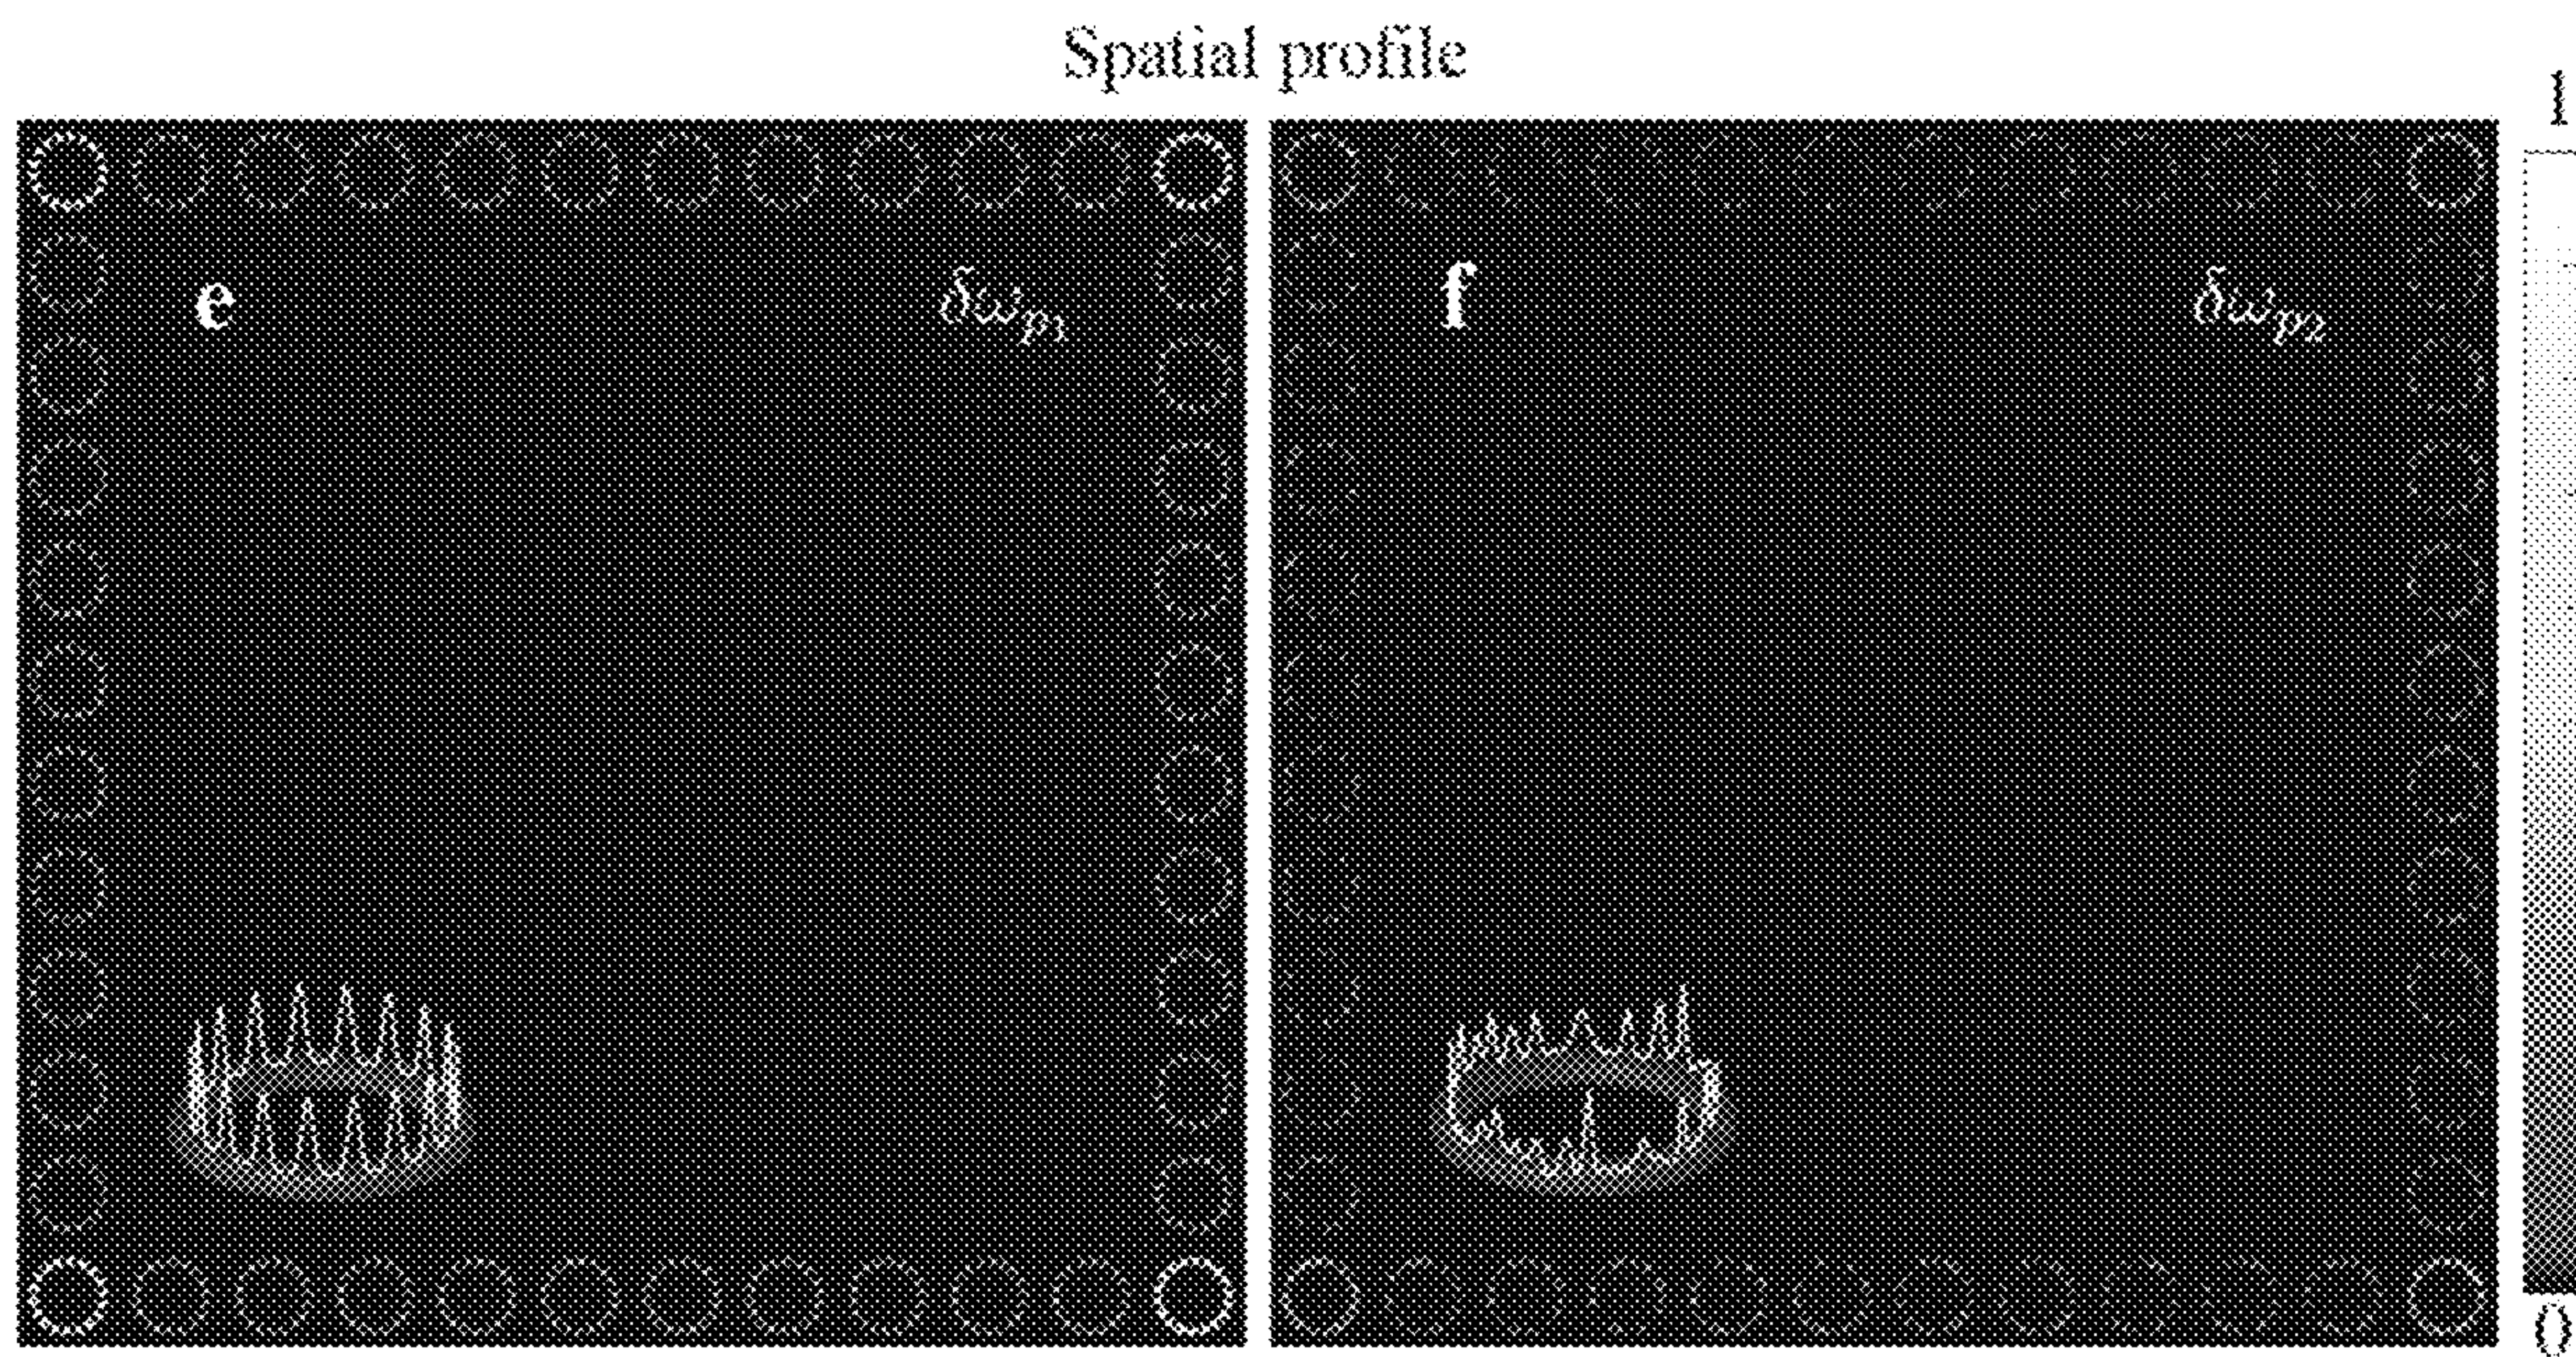 Spatial profile
1
e δω_p1
f δω_p2
0